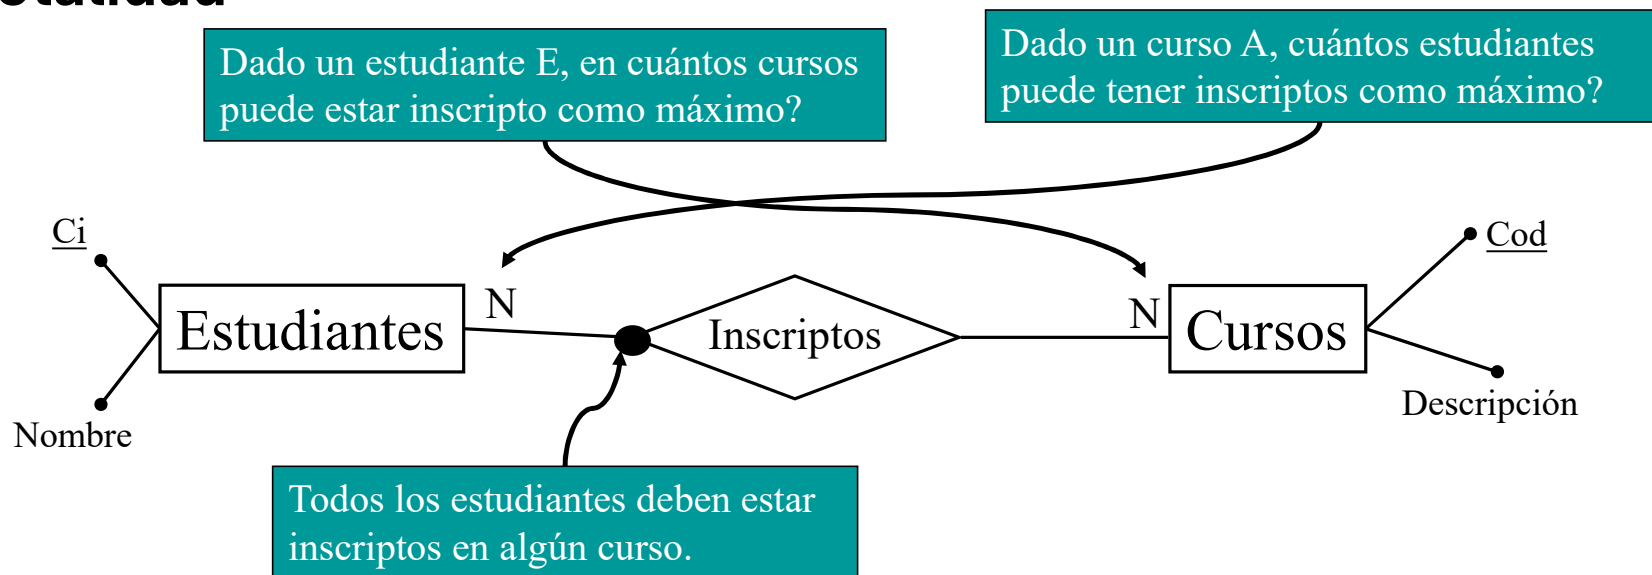 Dado un estudiante E, en cuántos cursos
puede estar inscripto como máximo?
Dado un curso A, cuántos estudiantes
puede tener inscriptos como máximo?
Ci
Cod
N
N
Estudiantes
Inscriptos
Cursos
Nombre
Descripción
Todos los estudiantes deben estar
inscriptos en algún curso.